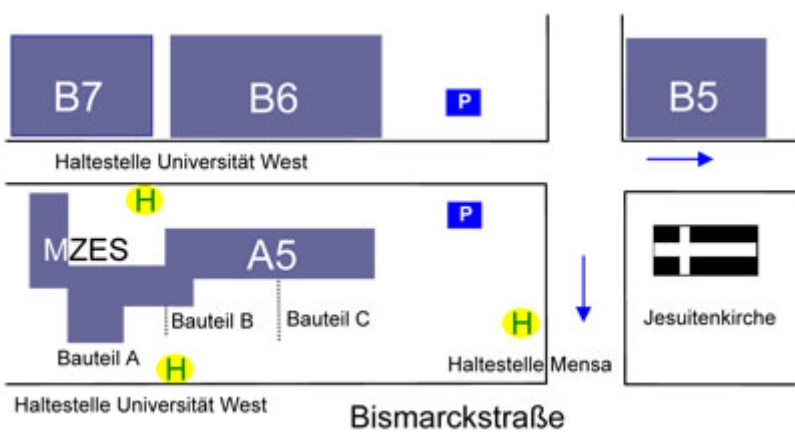 B7
B6
P
B5
Haltestelle Universität West
H
P
MZES
A5
Bauteil B
Bauteil C
H
Jesuitenkirche
Bauteil A
H
Haltestelle Mensa
Haltestelle Universität West
Bismarckstraße